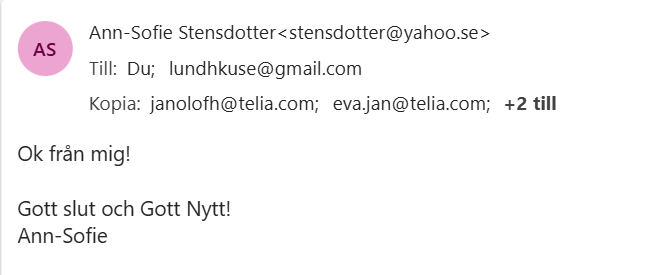 AS
Ann-Sofie Stensdotter<stensdotter@yahoo.se>
Till: Du; lundhkuse@gmail.com
Kopia: janolofh@telia.com; eva.jan@telia.com; +2 till
Ok från mig!
Gott slut och Gott Nytt!
Ann-Sofie